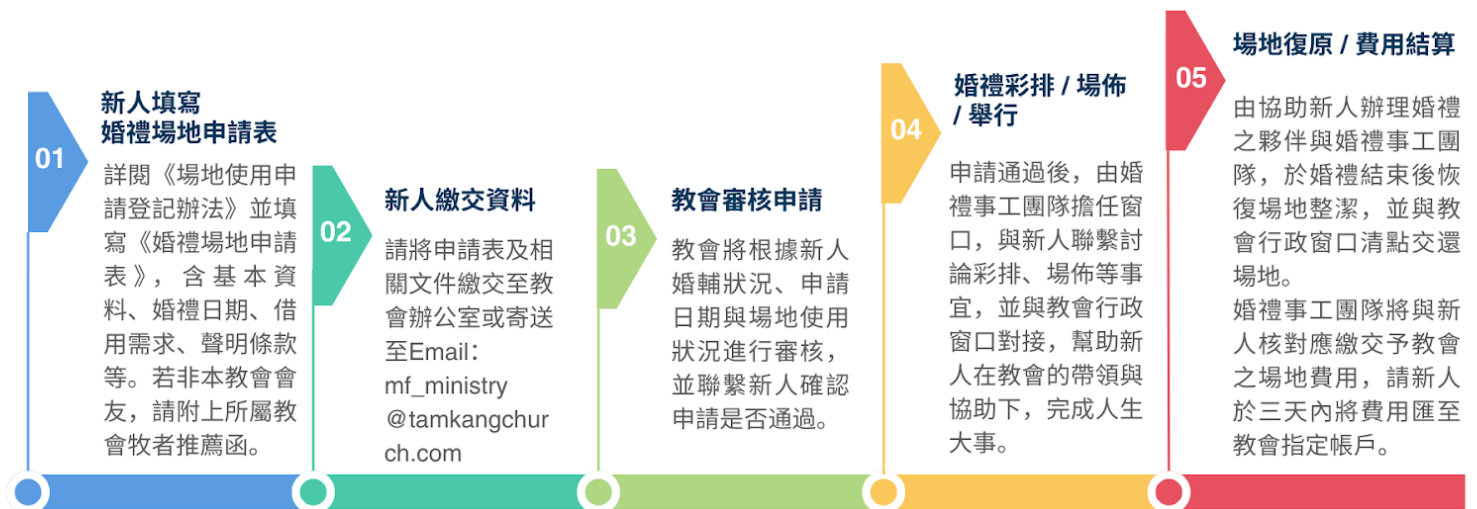 01
新人填寫
婚禮場地申請表
詳閱《場地使用申
請登記辦法》並填
寫《婚禮場地申請
表》，含基本資
料、婚禮日期、借
用需求、聲明條款
等。若非本教會會
友，請附上所屬教
會牧者推薦函。
02
新人繳交資料
請將申請表及相
關文件繳交至教
會辦公室或寄送
至Email：
mf_ministry
@tamkangchur
ch.com
03
教會審核申請
教會將根據新人
婚輔狀況、申請
日期與場地使用
狀況進行審核，
並聯繫新人確認
申請是否通過。
04
婚禮彩排 / 場佈
/ 舉行
申請通過後，由婚
禮事工團隊擔任窗
口，與新人聯繫討
論彩排、場佈等事
宜，並與教會行政
窗口對接，幫助新
人在教會的帶領與
協助下，完成人生
大事。
05
場地復原 / 費用結算
由協助新人辦理婚禮
之夥伴與婚禮事工團
隊，於婚禮結束後恢
復場地整潔，並與教
會行政窗口清點交還
場地。
婚禮事工團隊將與新
人核對應繳交予教會
之場地費用，請新人
於三天內將費用匯至
教會指定帳戶。